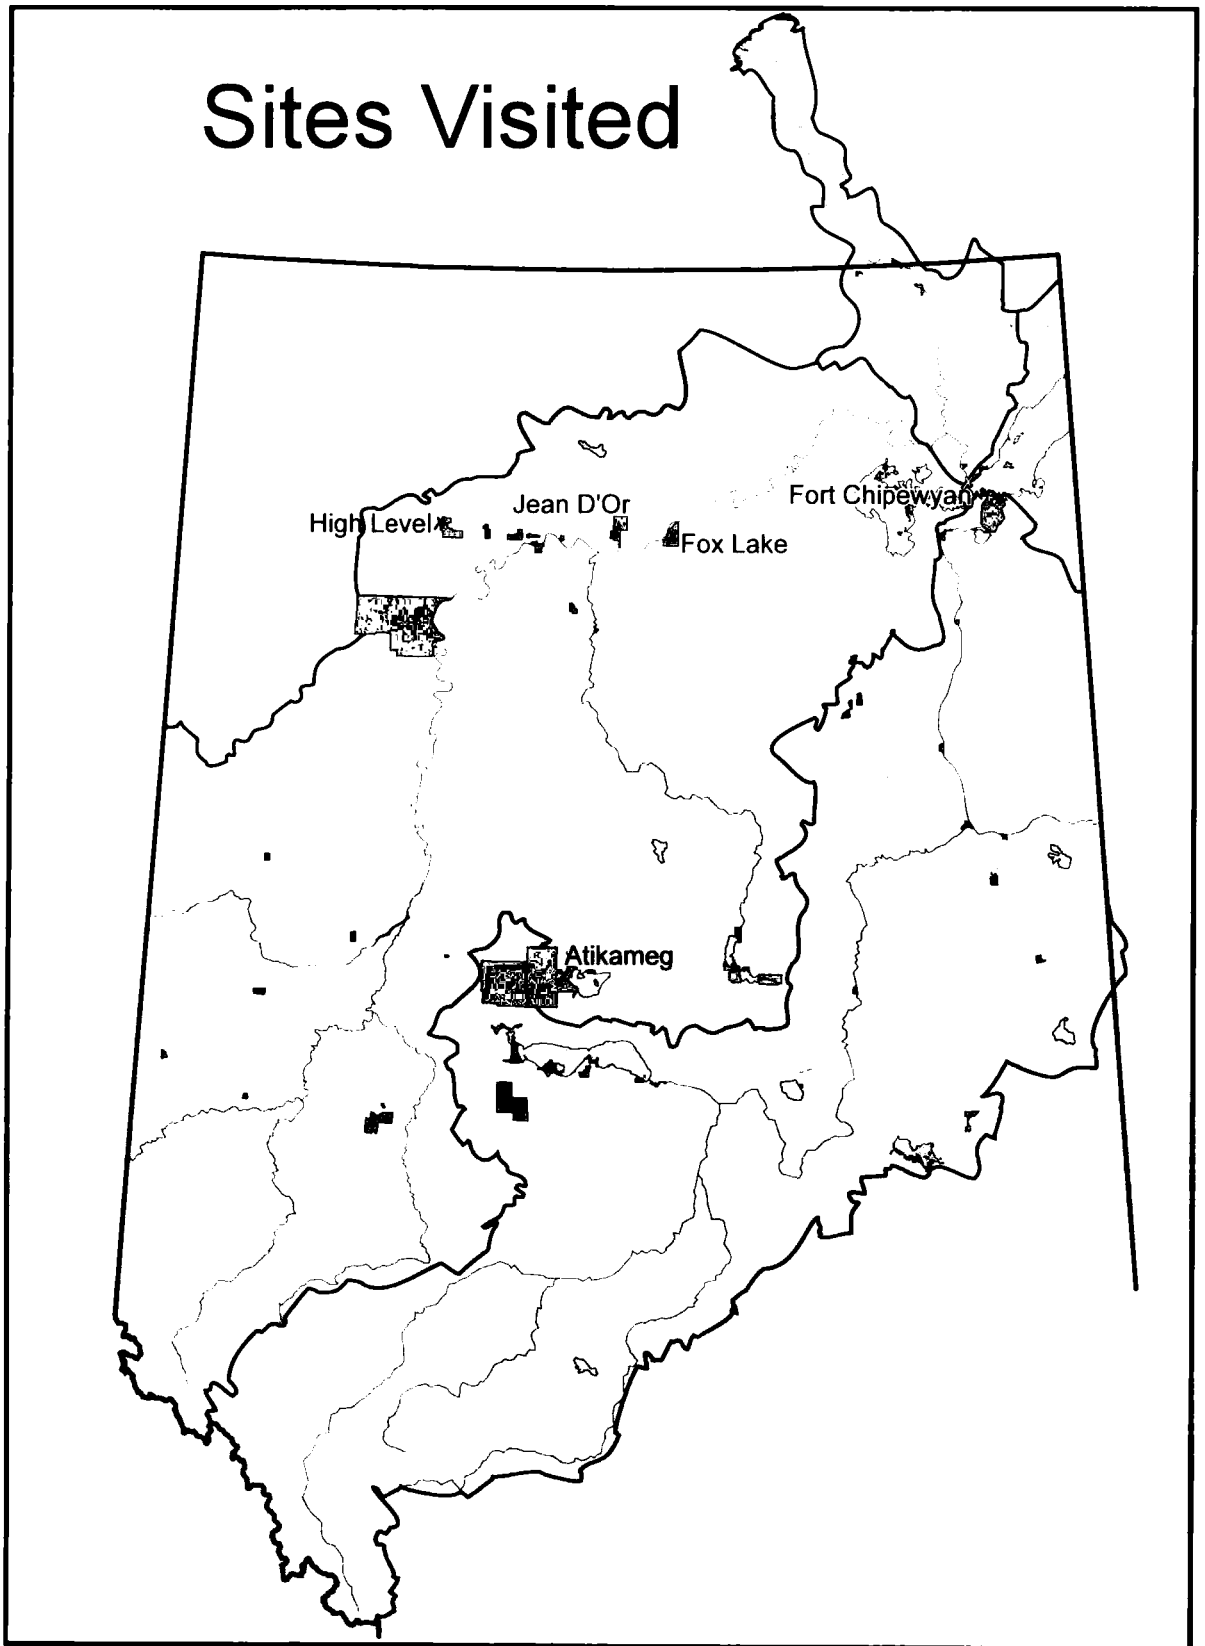 Sites Visited
Jean D'Or
Fort Chipewyan
High Level
Fox Lake
Atikameg